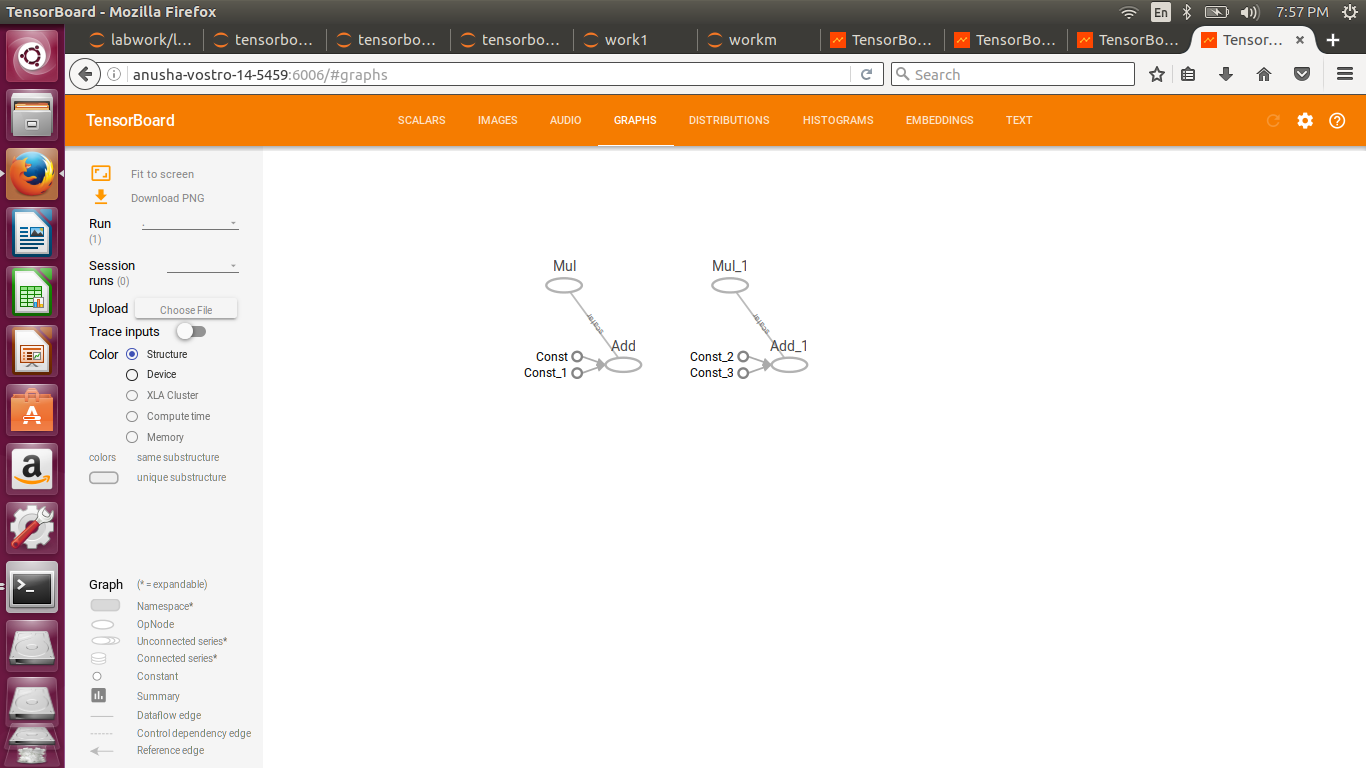 TensorBoard - Mozilla Firefox
En
7:57 PM
labwork/l...
tensorbo...
tensorbo...
tensorbo...
work1
workm
TensorBo...
TensorBo...
TensorBo...
Tensor...
anusha-vostro-14-5459:6006/#graphs
Search
TensorBoard
SCALARS
IMAGES
AUDIO
GRAPHS
DISTRIBUTIONS
HISTOGRAMS
EMBEDDINGS
TEXT
Fit to screen
Download PNG
Run
(1)
.
Session
runs (0)
Upload
Choose File
Trace inputs
Color
Structure
Device
XLA Cluster
Compute time
Memory
colors
same substructure
unique substructure
Graph
(* = expandable)
Namespace*
OpNode
Unconnected series*
Connected series*
Constant
Summary
Dataflow edge
Control dependency edge
Reference edge
Mul
scalar
Add
Const
Const_1
Mul_1
scalar
Add_1
Const_2
Const_3